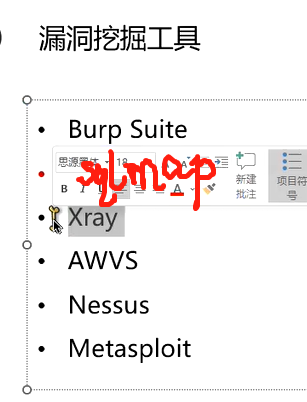 漏洞挖掘工具
Burp Suite
思源黑体 18
新建
批注
项目符
号
sqlmap
B I U A
Xray
AWVS
Nessus
Metasploit